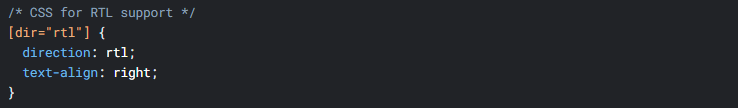 /* CSS for RTL support */
[dir="rtl"] {
  direction: rtl;
  text-align: right;
}